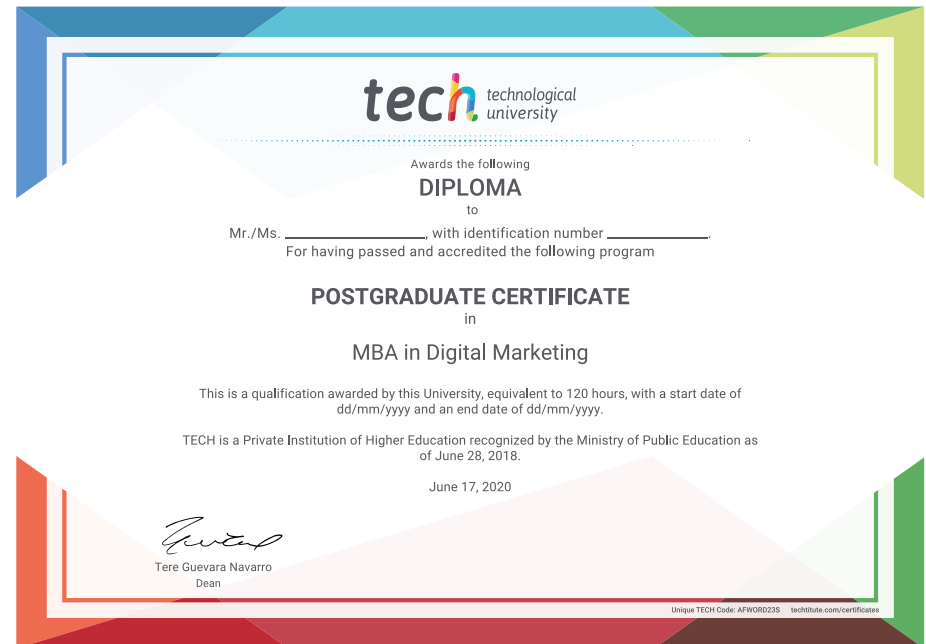 tech technological
university
Awards the following
DIPLOMA
to
Mr./Ms. ____________________, with identification number ______________.
For having passed and accredited the following program
POSTGRADUATE CERTIFICATE
in
MBA in Digital Marketing
This is a qualification awarded by this University, equivalent to 120 hours, with a start date of
dd/mm/yyyy and an end date of dd/mm/yyyy.
TECH is a Private Institution of Higher Education recognized by the Ministry of Public Education as
of June 28, 2018.
June 17, 2020
Tere Guevara Navarro
Dean
Unique TECH Code: AFWORD23S techtitute.com/certificates